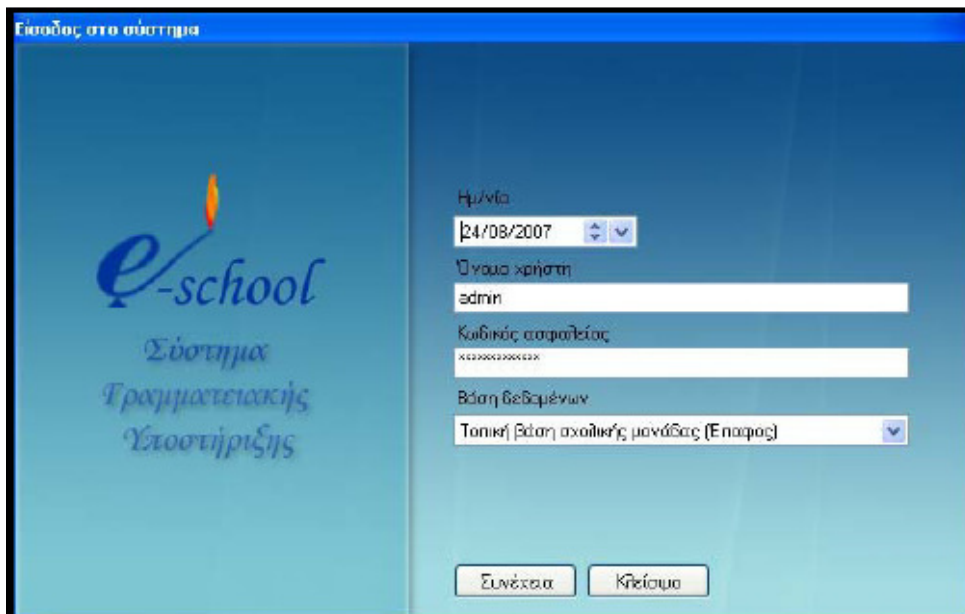 Είσοδος στο σύστημα
e-school
Σύστημα
Γραμματειακής
Υποστήριξης
Ημ/νία
24/08/2007
Όνομα χρήστη
admin
Κωδικός ασφαλείας
×××××××××××××
Βάση δεδομένων
Τοπική βάση σχολικής μονάδας (Έπαφος)
Συνέχεια Κλείσιμο